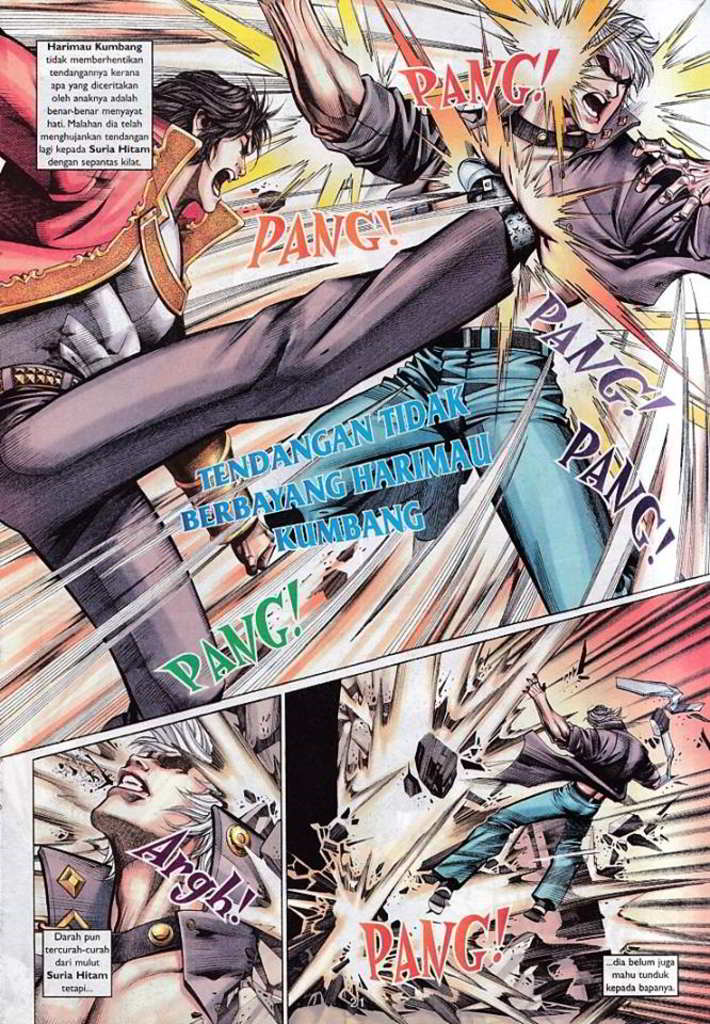 Harimau Kumbang
tidak memberhentikan
tendangannya kerana
apa yang diceritakan
oleh anaknya adalah
benar-benar menyayat
hati. Malahan dia telah
menghujankan tendangan
lagi kepada Suria Hitam
dengan sepantas kilat.
PANG!
PANG!
PANG!
PANG!
TENDANGAN TIDAK
BERBAYANG HARIMAU
KUMBANG
PANG!
Argh!
Darah pun
tercurah-curah
dari mulut
Suria Hitam
tetapi...
PANG!
...dia belum juga
mahu tunduk
kepada bapanya.
21